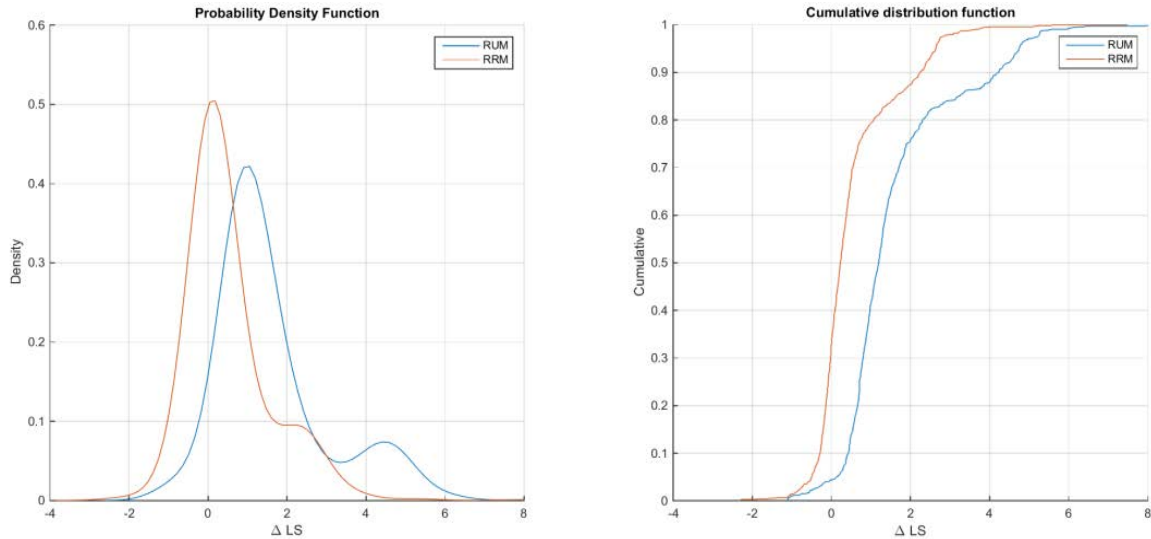 Probability Density Function
0.6
0.5
0.4
0.3
0.2
0.1
0
Density
-4 -2 0 2 4 6 8
Δ LS
RUM
RRM
Cumulative distribution function
1
0.9
0.8
0.7
0.6
0.5
0.4
0.3
0.2
0.1
0
Cumulative
-4 -2 0 2 4 6 8
Δ LS
RUM
RRM